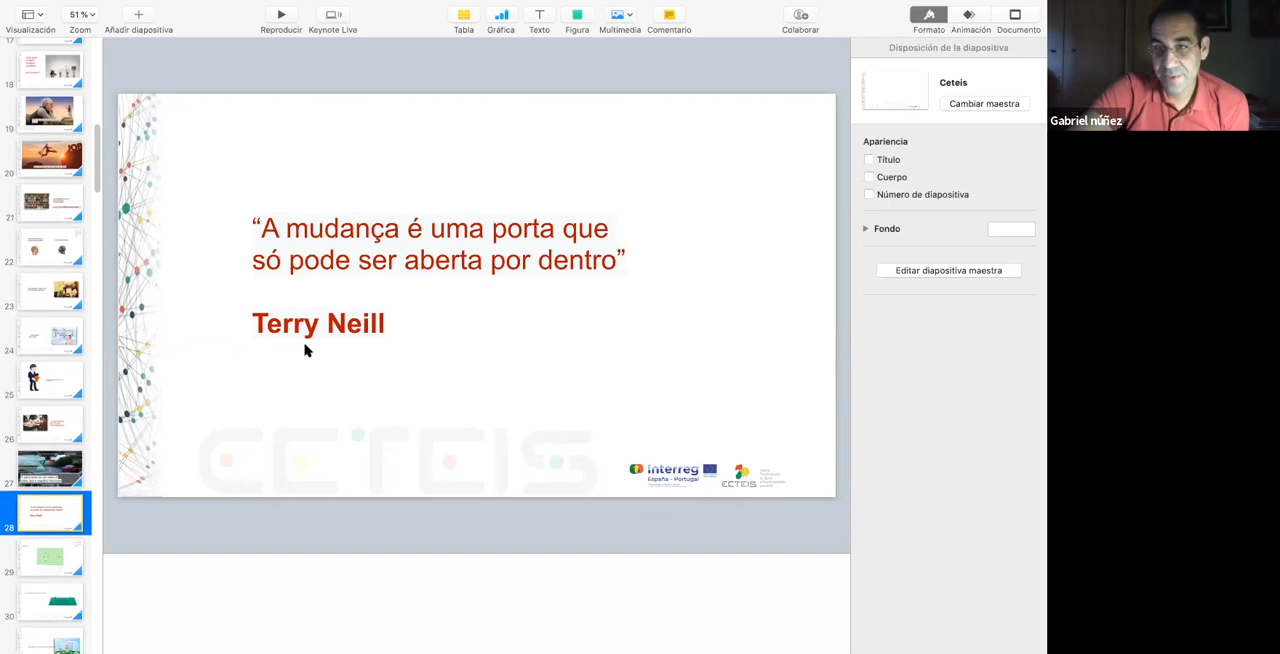 51 %
Visualización
Zoom
Añadir diapositiva
Reproducir
Keynote Live
Tabla
Gráfica
Texto
Figura
Multimedia
Comentario
Colaborar
Formato
Animación
Documento
Disposición de la diapositiva
Ceteis
Cambiar maestra
Apariencia
Título
Cuerpo
Número de diapositiva
Fondo
Editar diapositiva maestra
Gabriel núñez
17
18
19
20
21
22
23
24
25
26
27
28
29
30
“A mudança é uma porta que
só pode ser aberta por dentro”
Terry Neill
CETEIS
Interreg
España - Portugal
CETEIS